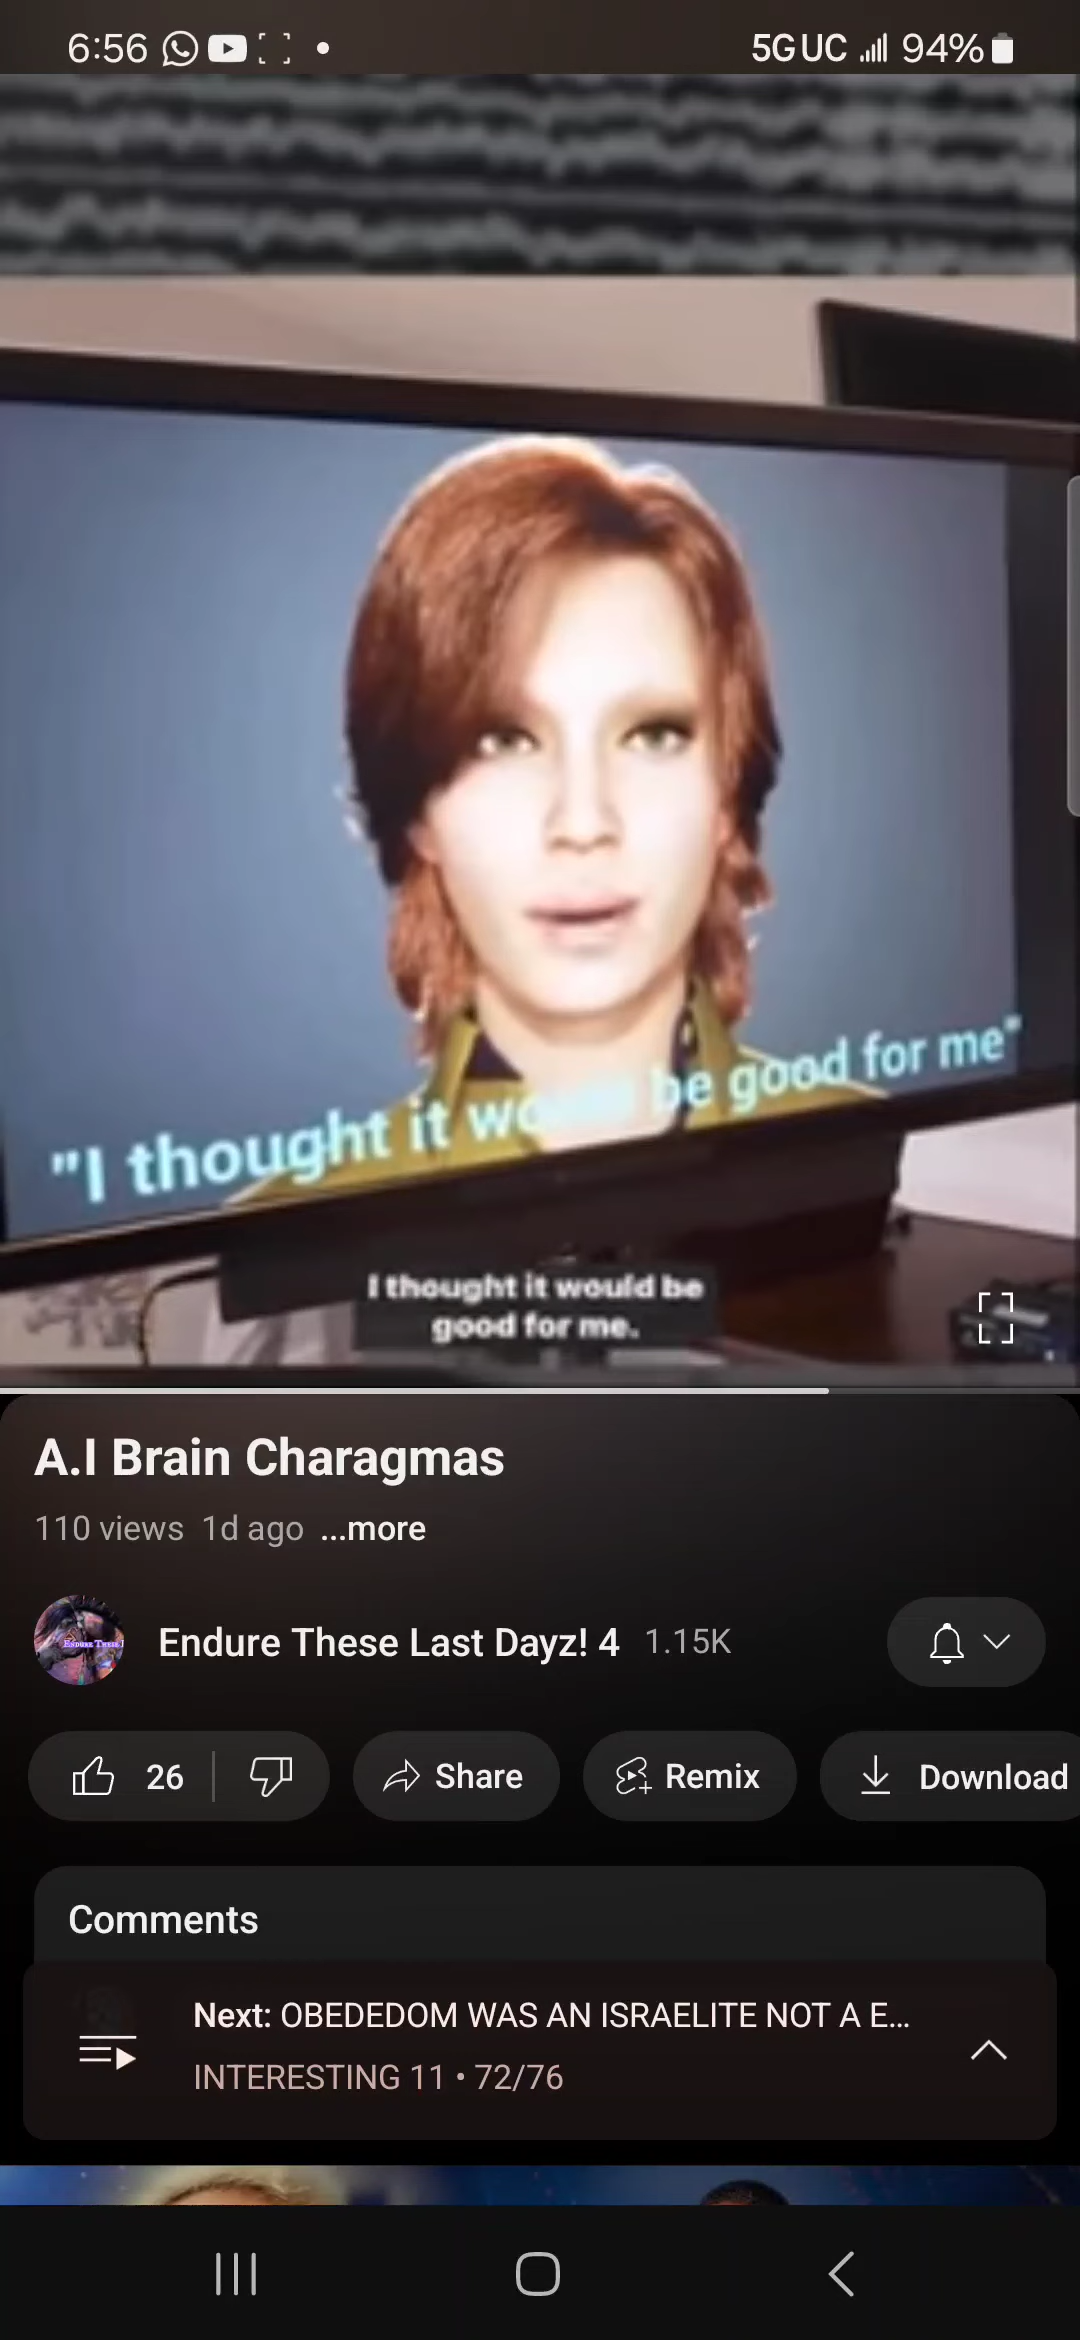 6:56
5G UC 94%
"I thought it would be good for me"
I thought it would be
good for me.
A.I Brain Charagmas
110 views 1d ago ...more
Endure These Last Dayz! 4 1.15K
26
Share
Remix
Download
Comments
Next: OBEDEDOM WAS AN ISRAELITE NOT A E...
INTERESTING 11 • 72/76